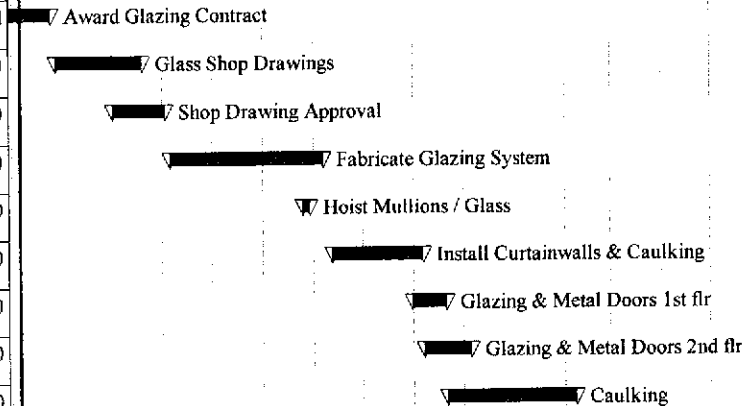 Award Glazing Contract
Glass Shop Drawings
Shop Drawing Approval
Fabricate Glazing System
Hoist Mullions / Glass
Install Curtainwalls & Caulking
Glazing & Metal Doors 1st flr
Glazing & Metal Doors 2nd flr
Caulking